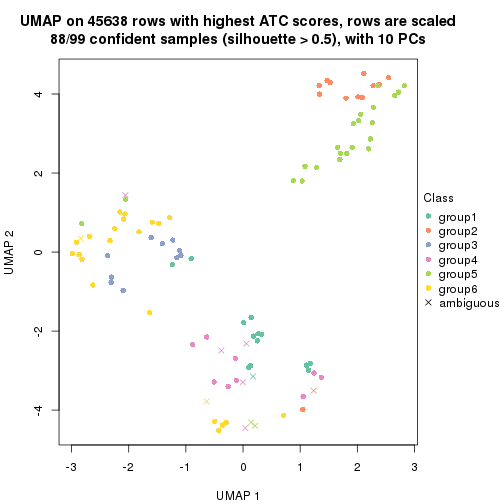 UMAP on 45638 rows with highest ATC scores, rows are scaled
88/99 confident samples (silhouette > 0.5), with 10 PCs
4
2
0
-2
-4
UMAP 2
-3
-2
-1
0
1
2
3
UMAP 1
Class
group1
group2
group3
group4
group5
group6
ambiguous